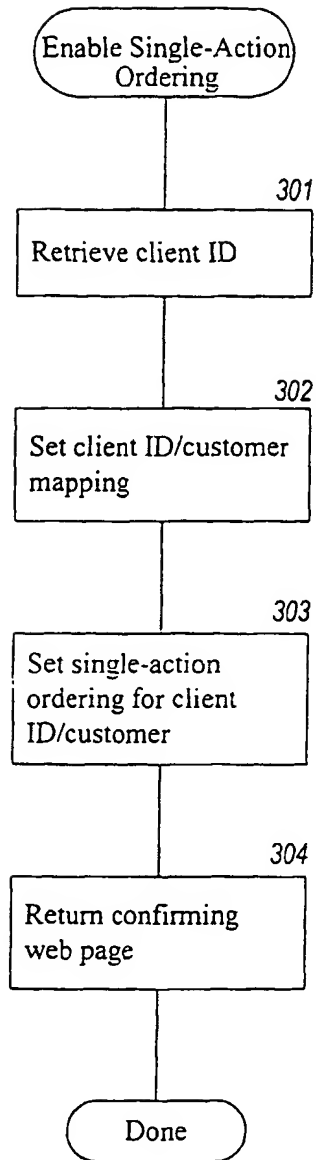 Enable Single-Action
Ordering
301
Retrieve client ID
302
Set client ID/customer
mapping
303
Set single-action
ordering for client
ID/customer
304
Return confirming
web page
Done